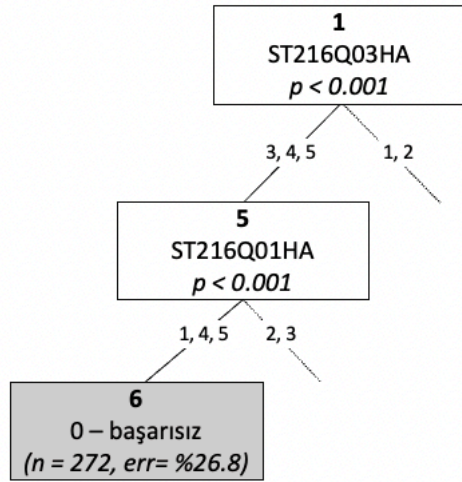 1
ST216Q03HA
p < 0.001
3, 4, 5
1, 2
5
ST216Q01HA
p < 0.001
1, 4, 5
2, 3
6
0 – başarısız
(n = 272, err= %26.8)